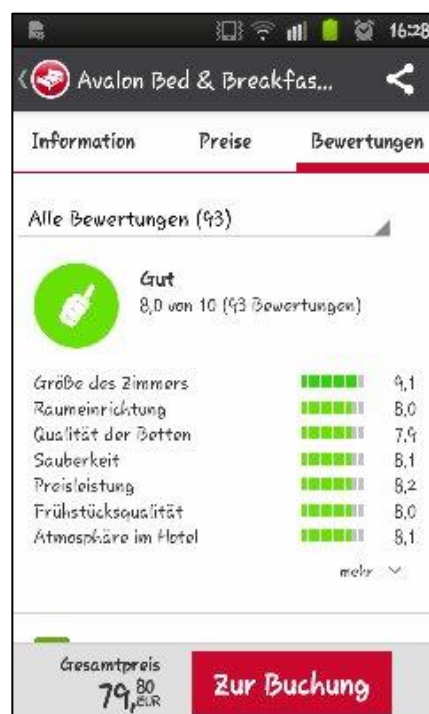 16:28
Avalon Bed & Breakfas...
Information Preise Bewertungen
Alle Bewertungen (93)
Gut
8,0 von 10 (93 Bewertungen)
Größe des Zimmers 9,1
Raumeinrichtung 8,0
Qualität der Betten 7,9
Sauberkeit 8,1
Preisleistung 8,2
Frühstücksqualität 8,0
Atmosphäre im Hotel 8,1
mehr
Gesamtpreis
79,80 EUR
Zur Buchung